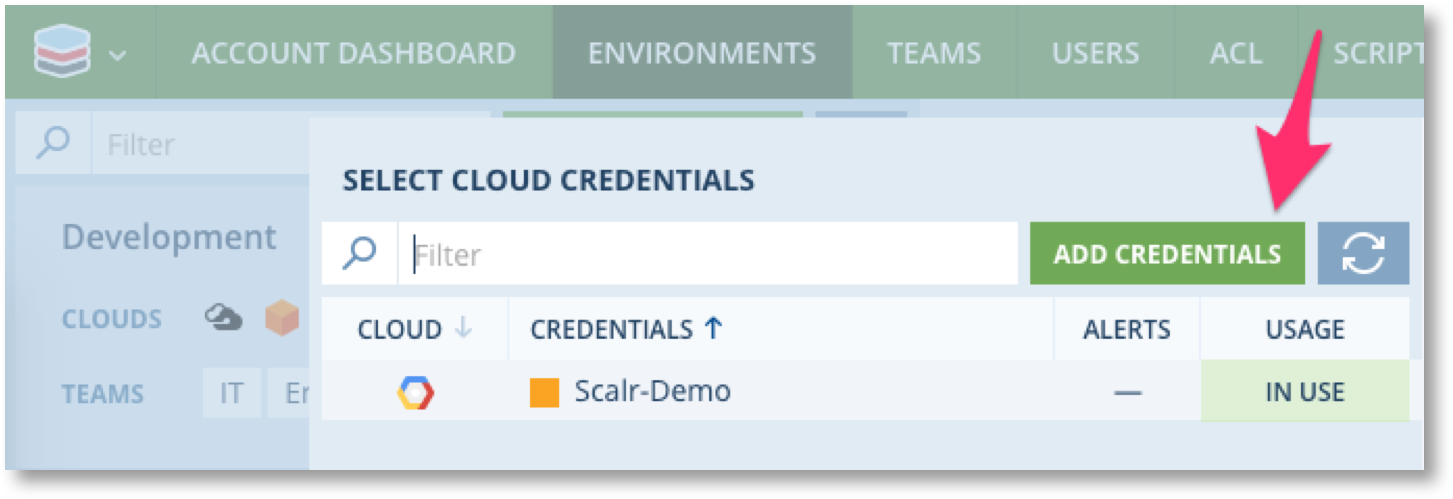 ACCOUNT DASHBOARD ENVIRONMENTS TEAMS USERS ACL SCRIPT
Filter
SELECT CLOUD CREDENTIALS
Development
Filter ADD CREDENTIALS
CLOUDS
CLOUD CREDENTIALS ALERTS USAGE
TEAMS IT
Scalr-Demo — IN USE